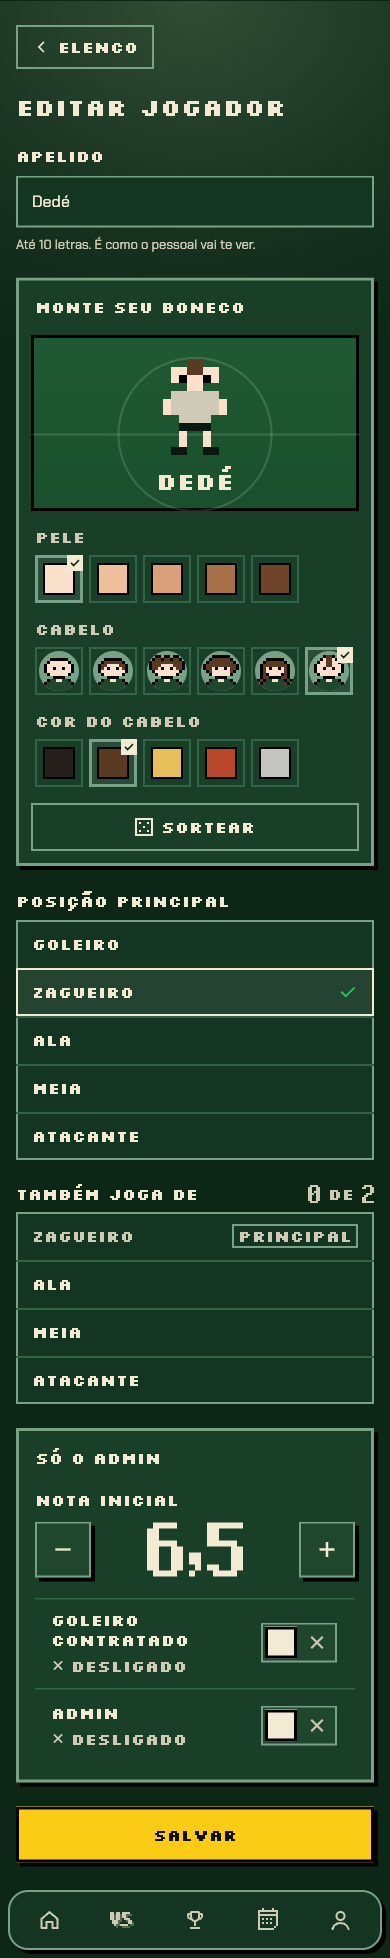 ELENCO
EDITAR JOGADOR
APELIDO
Dedé
Até 10 letras. É como o pessoal vai te ver.
MONTE SEU BONECO
DEDÉ
PELE
CABELO
COR DO CABELO
SORTEAR
POSIÇÃO PRINCIPAL
GOLEIRO
ZAGUEIRO
ALA
MEIA
ATACANTE
TAMBÉM JOGA DE 0 DE 2
ZAGUEIRO PRINCIPAL
ALA
MEIA
ATACANTE
SÓ O ADMIN
NOTA INICIAL
− 6,5 +
GOLEIRO
CONTRATADO
× DESLIGADO
ADMIN
× DESLIGADO
SALVAR
VS